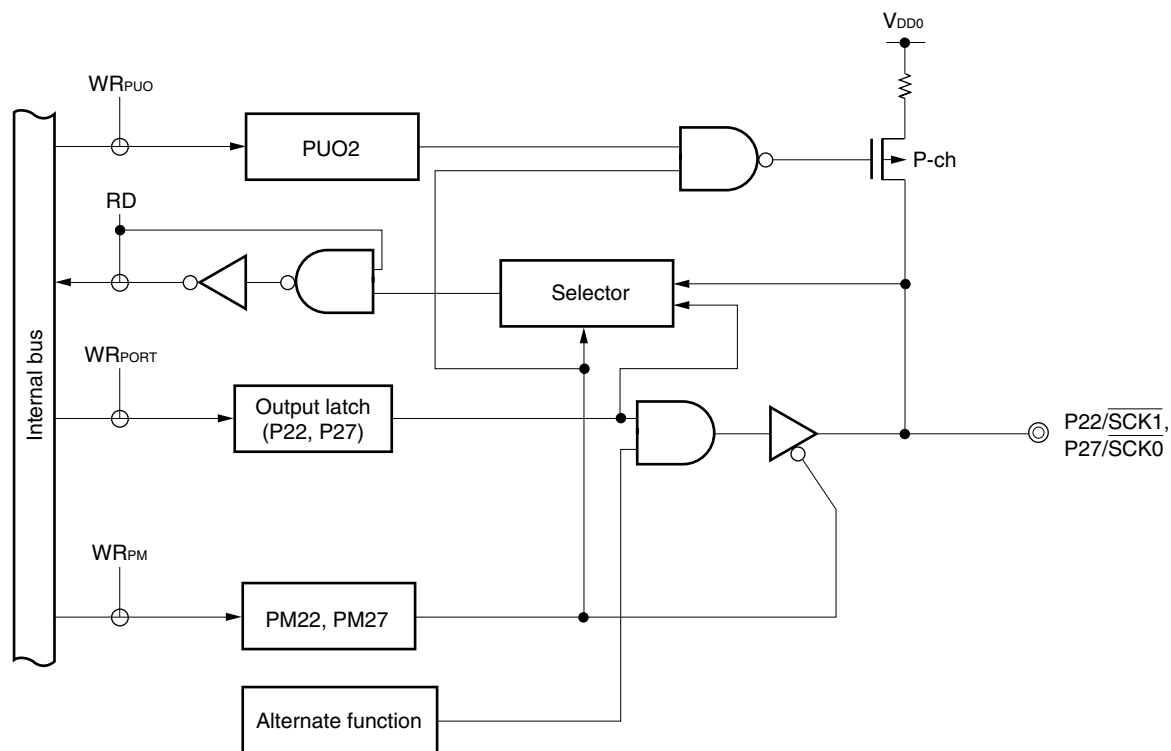 VDD0
WRPUO
PUO2
P-ch
RD
Selector
Internal bus
WRPORT
Output latch
(P22, P27)
P22/SCK1,
P27/SCK0
WRPM
PM22, PM27
Alternate function